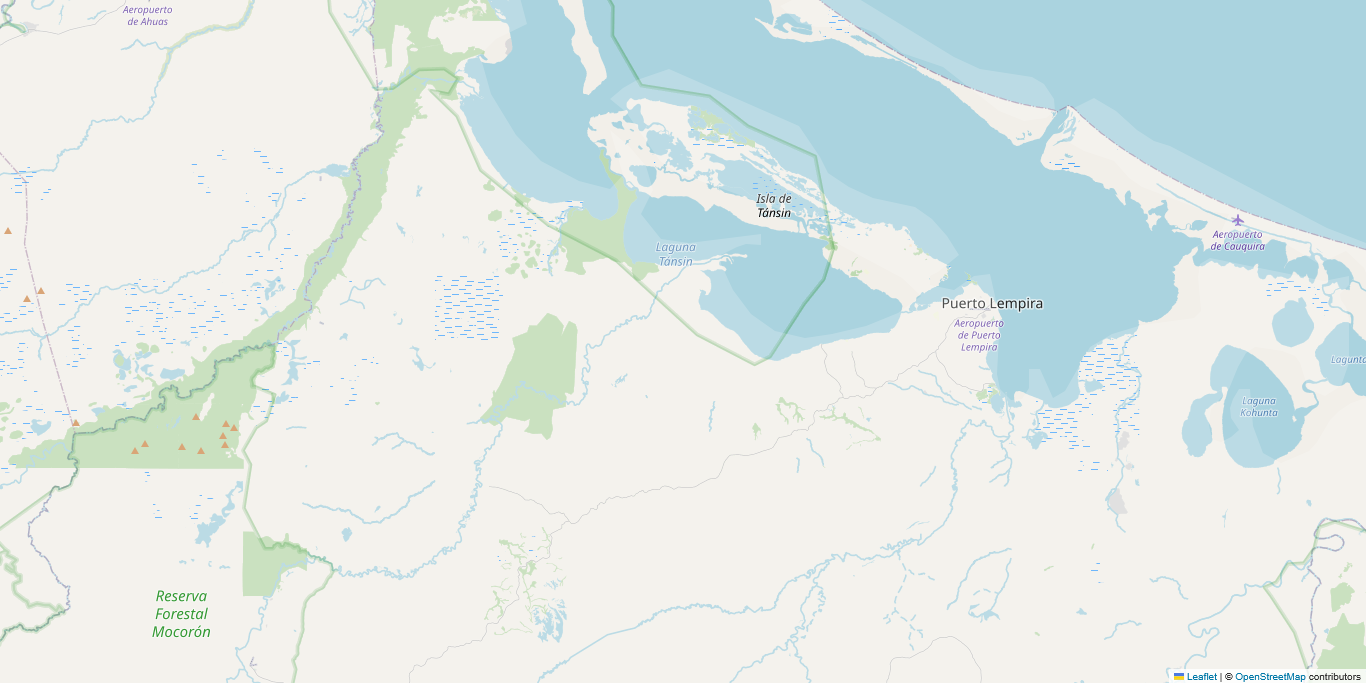 Aeropuerto
de Ahuas
Isla de
Tánsin
Laguna
Tánsin
Aeropuerto
de Cauquira
Puerto Lempira
Aeropuerto
de Puerto
Lempira
Laguna
Kohunta
Reserva
Forestal
Mocorón
Leaflet | © OpenStreetMap contributors